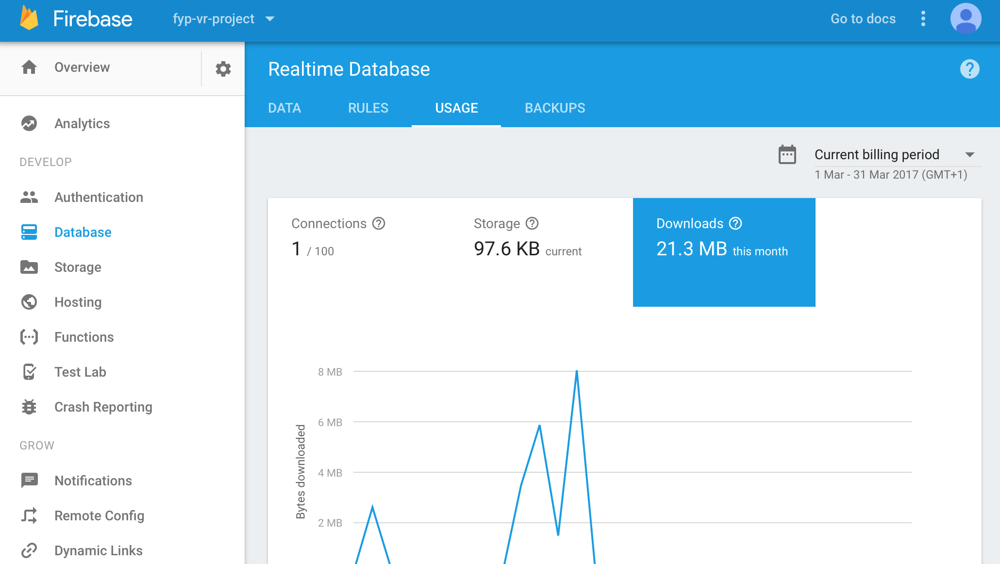 Firebase
fyp-vr-project
Go to docs
Overview
Analytics
DEVELOP
Authentication
Database
Storage
Hosting
Functions
Test Lab
Crash Reporting
GROW
Notifications
Remote Config
Dynamic Links
Realtime Database
?
DATA RULES USAGE BACKUPS
Current billing period
1 Mar - 31 Mar 2017 (GMT+1)
Connections ?
1 / 100
Storage ?
97.6 KB current
Downloads ?
21.3 MB this month
8 MB
6 MB
4 MB
2 MB
Bytes downloaded